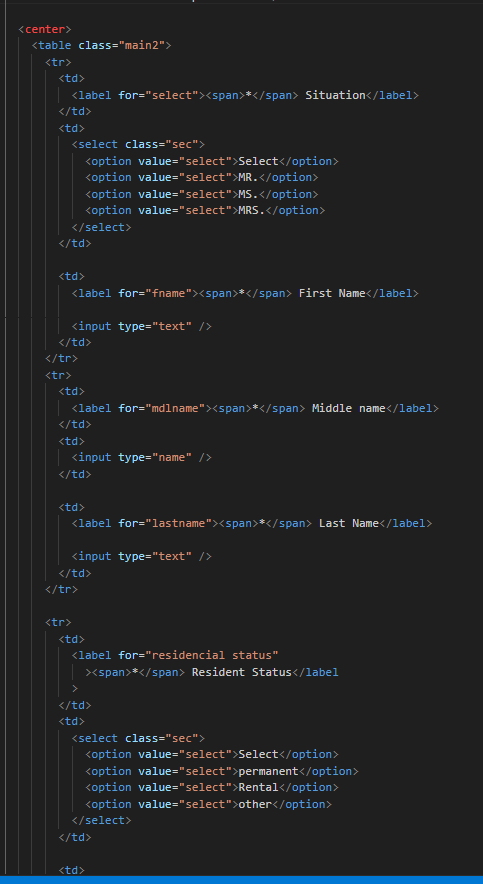 <center>
<table class="main2">
<tr>
<td>
<label for="select"><span>*</span> Situation</label>
</td>
<td>
<select class="sec">
<option value="select">Select</option>
<option value="select">MR.</option>
<option value="select">MS.</option>
<option value="select">MRS.</option>
</select>
</td>
<td>
<label for="fname"><span>*</span> First Name</label>
<input type="text" />
</td>
</tr>
<tr>
<td>
<label for="mdlname"><span>*</span> Middle name</label>
</td>
<td>
<input type="name" />
</td>
<td>
<label for="lastname"><span>*</span> Last Name</label>
<input type="text" />
</td>
</tr>
<tr>
<td>
<label for="residencial status"
><span>*</span> Resident Status</label
>
</td>
<td>
<select class="sec">
<option value="select">Select</option>
<option value="select">permanent</option>
<option value="select">Rental</option>
<option value="select">other</option>
</select>
</td>
<td>